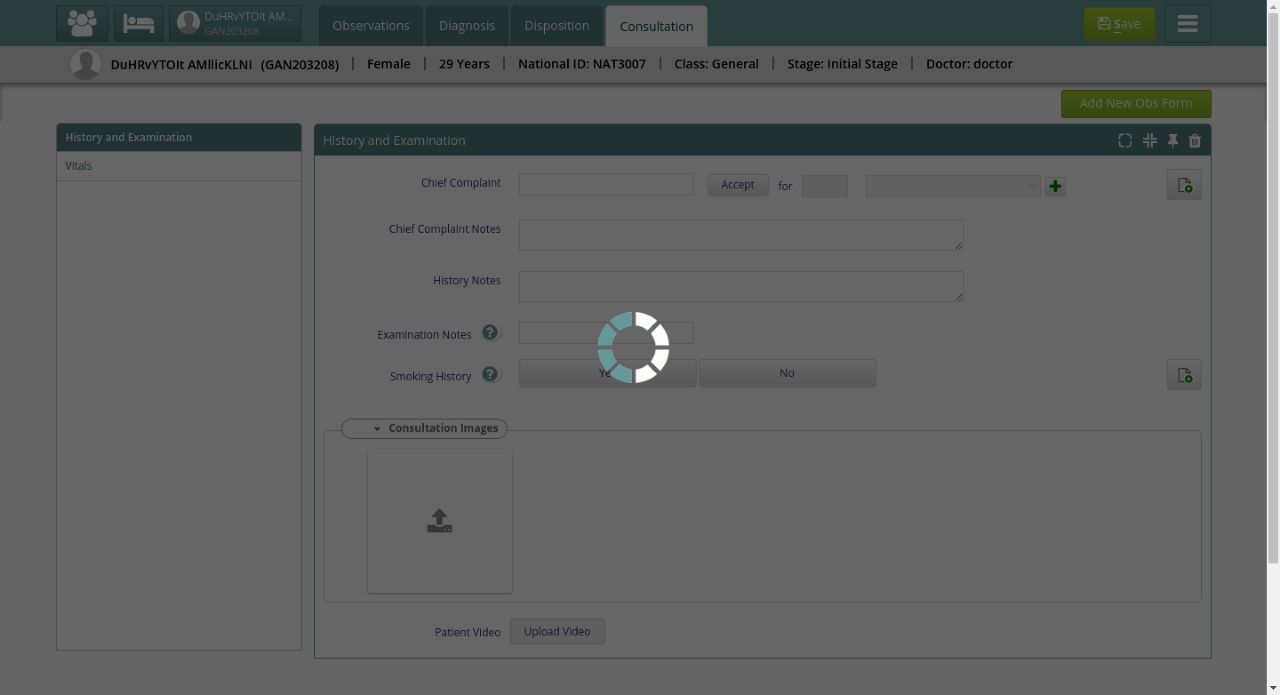 DuHRvYTOIt AM...
GAN203208
Observations
Diagnosis
Disposition
Consultation
Save
DuHRvYTOIt AMllicKLNI (GAN203208) | Female | 29 Years | National ID: NAT3007 | Class: General | Stage: Initial Stage | Doctor: doctor
Add New Obs Form
History and Examination
Vitals
History and Examination
Chief Complaint
Accept
for
Chief Complaint Notes
History Notes
Examination Notes ?
Smoking History ?
No
Consultation Images
Patient Video
Upload Video